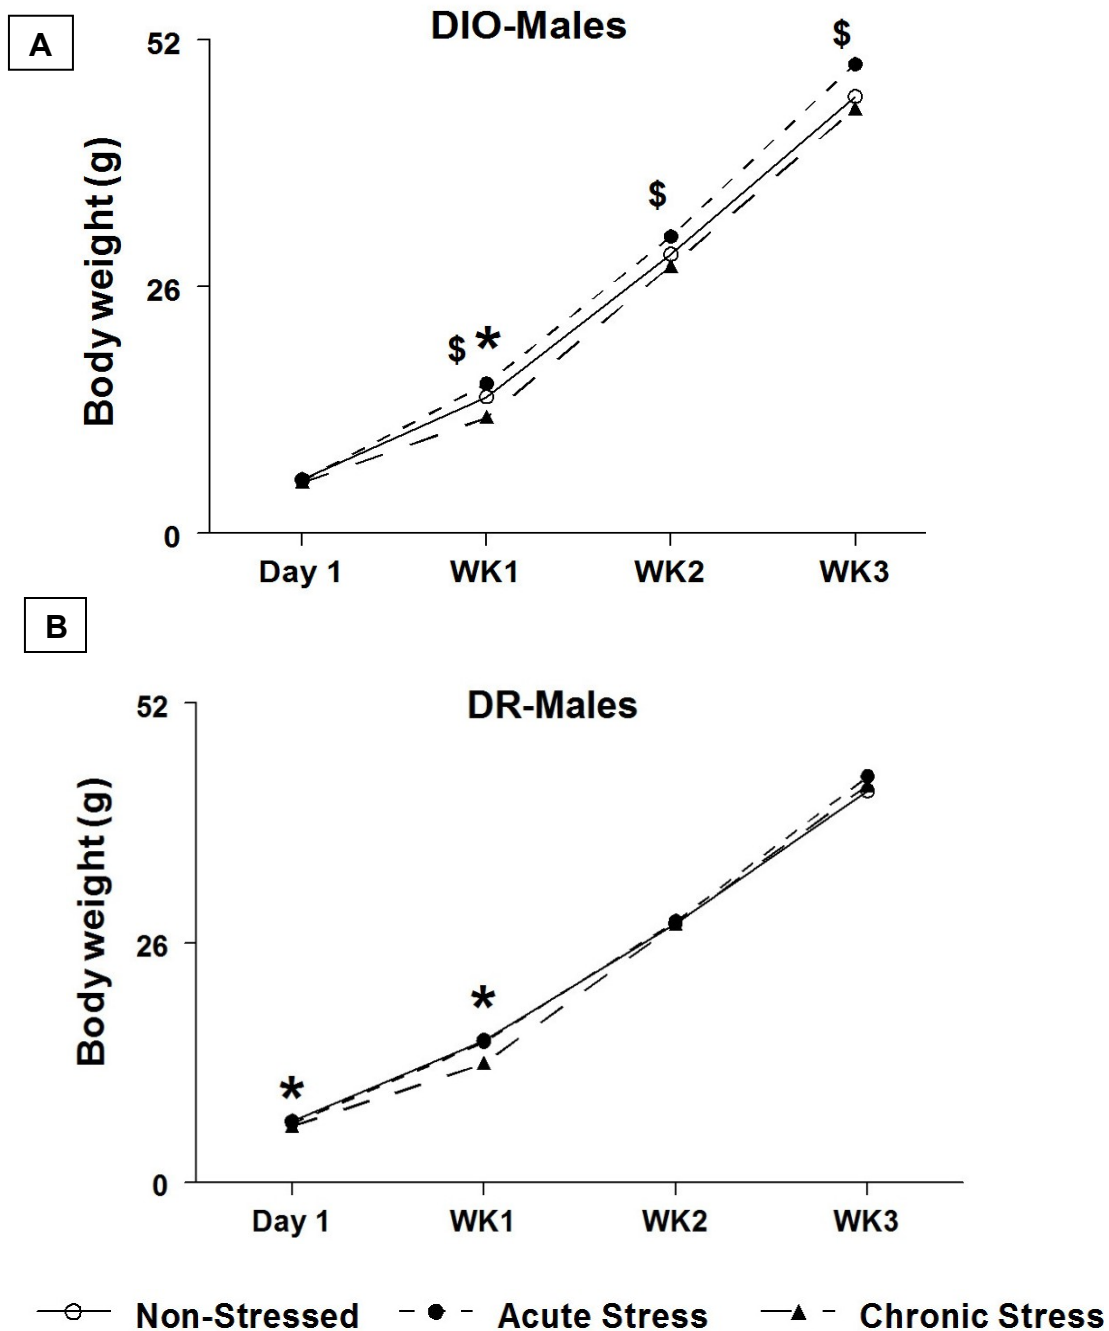 A
DIO-Males
52
$
Body weight (g)
$
26
$ *
0
Day 1 WK1 WK2 WK3
B
DR-Males
52
Body weight (g)
26
*
*
0
Day 1 WK1 WK2 WK3
Non-Stressed Acute Stress Chronic Stress